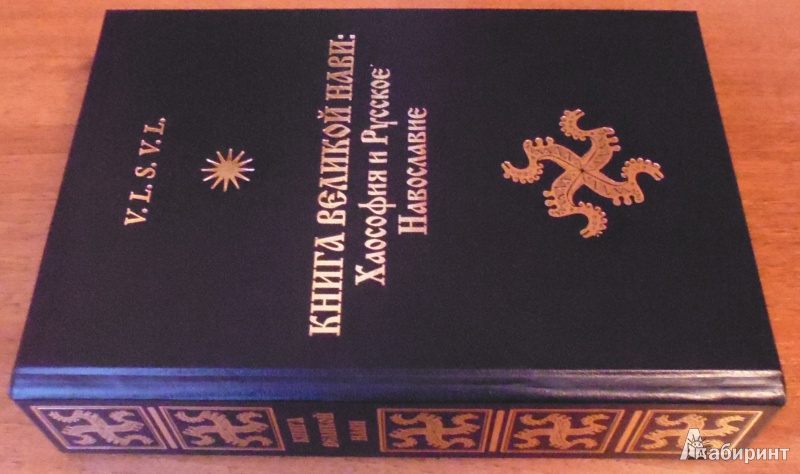 V. L. S. V. L.
КНИГА ВЕЛИКОЙ НАВИ:
Хаософия и Русское
Навославие
КНИГА
ВЕЛИКОЙ
НАВИ
Лабиринт